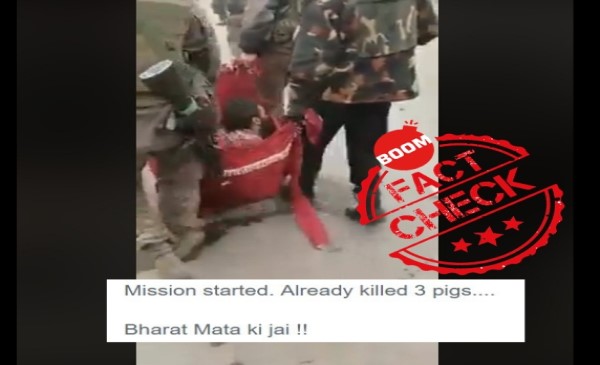 BOOM
FACT
CHECK
Mission started. Already killed 3 pigs....
Bharat Mata ki jai !!